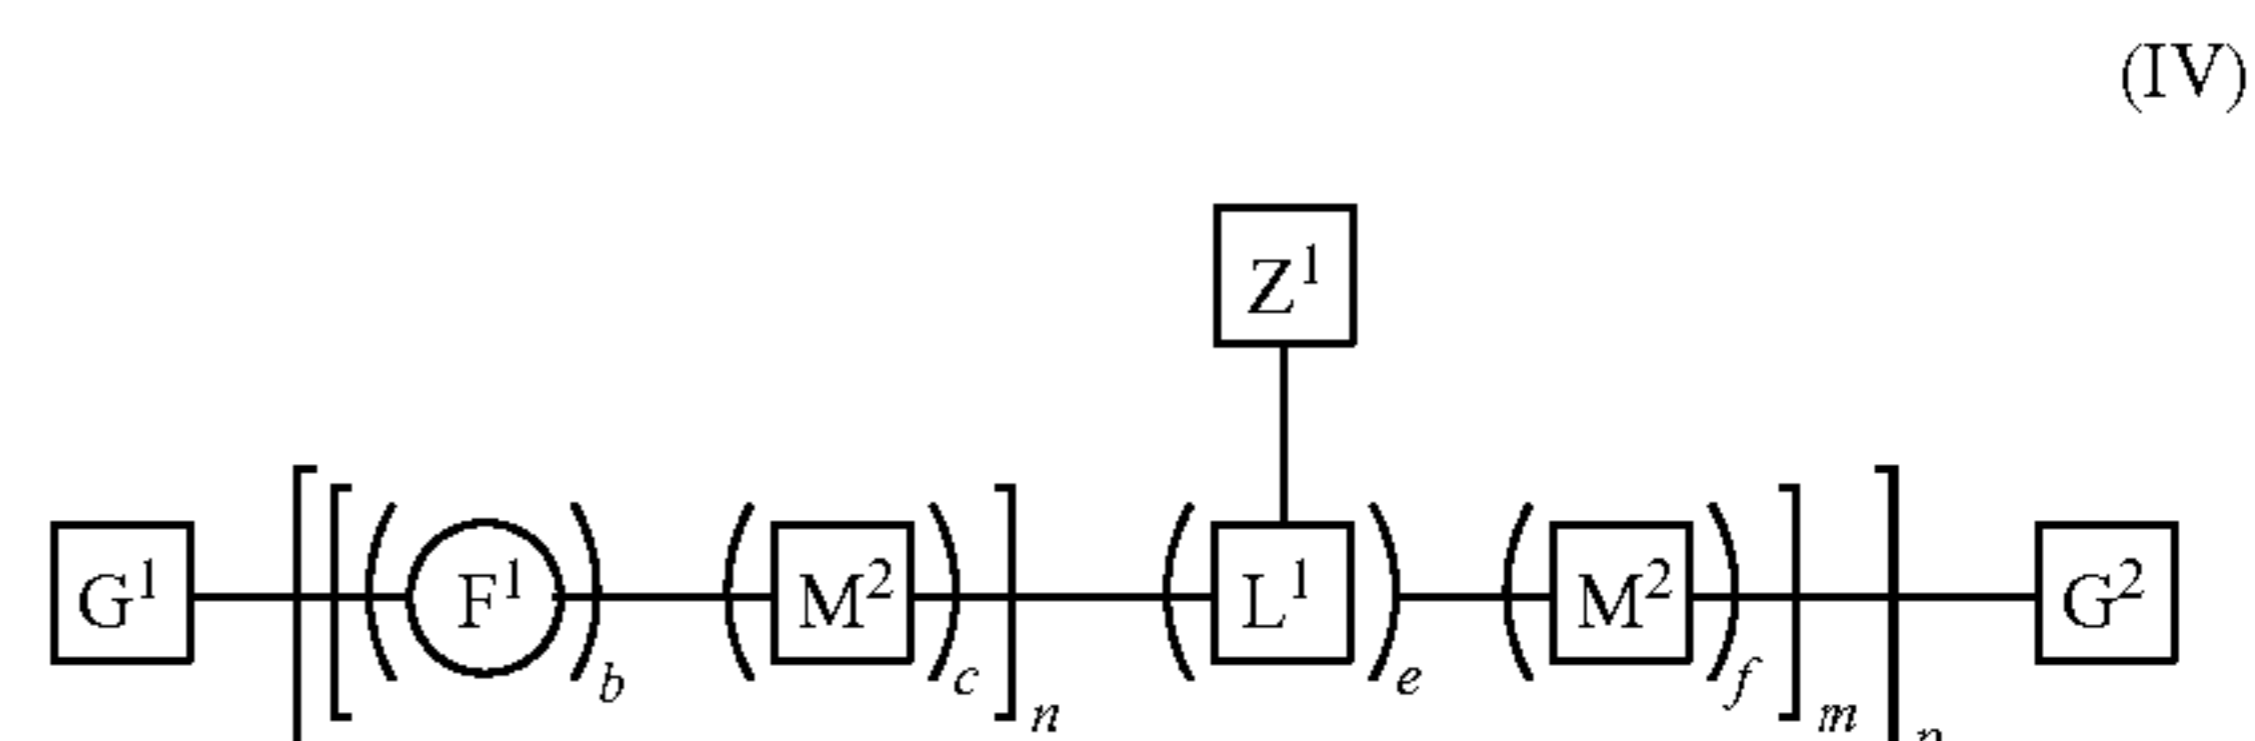 (IV)
Z¹
G¹ [ [ ( F¹ )b ( M² )c ]n ( L¹ )e ( M² )f ]m ] G²